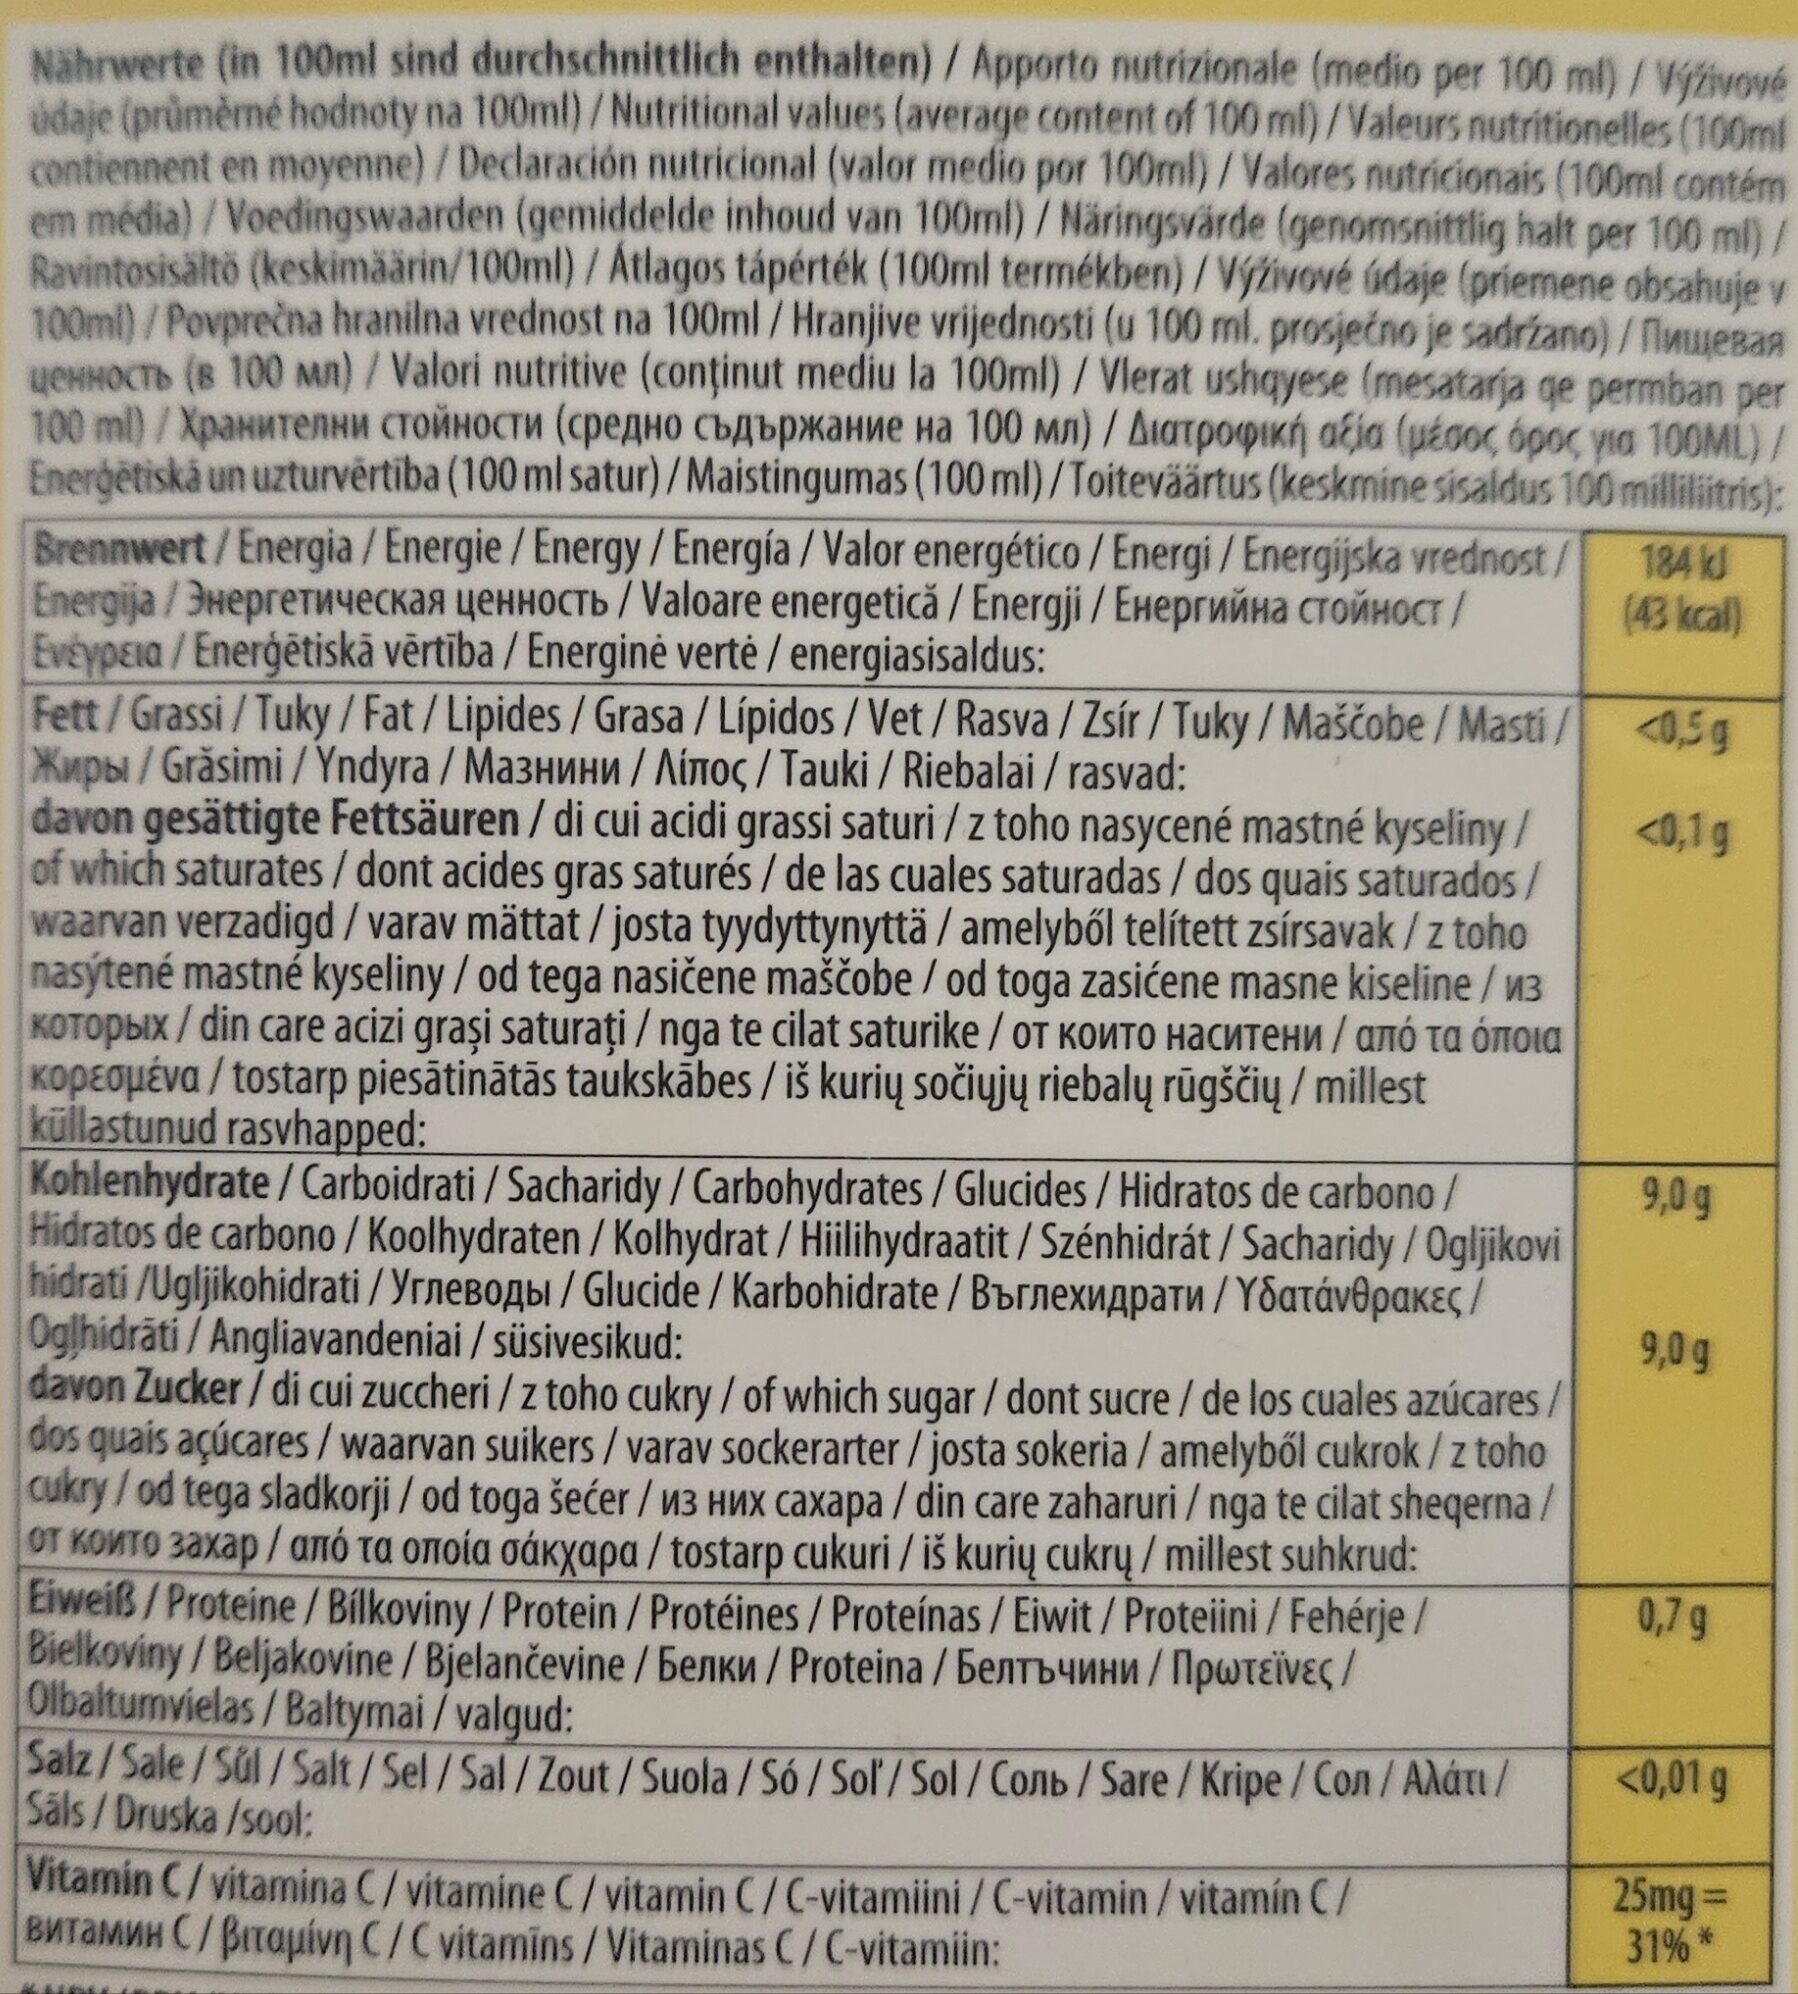 Nährwerte (in 100ml sind durchschnittlich enthalten) / Apporto nutrizionale (medio per 100 ml) / Výživové
údaje (průměrné hodnoty na 100ml) / Nutritional values (average content of 100 ml) / Valeurs nutritionelles (100ml
contiennent en moyenne) / Declaración nutricional (valor medio por 100ml) / Valores nutricionais (100ml contém
em média) / Voedingswaarden (gemiddelde inhoud van 100ml) / Näringsvärde (genomsnittlig halt per 100 ml) /
Ravintosisältö (keskimäärin/100ml) / Átlagos tápérték (100ml termékben) / Výživové údaje (priemene obsahuje v
100ml) / Povprečna hranilna vrednost na 100ml / Hranjive vrijednosti (u 100 ml. prosječno je sadržano) / Пищевая
ценность (в 100 мл) / Valori nutritive (conținut mediu la 100ml) / Vlerat ushqyese (mesatarja qe permban per
100 ml) / Хранителни стойности (средно съдържание на 100 мл) / Διατροφική αξία (μέσος όρος για 100ML) /
Enerģētiskā un uzturvērtība (100 ml satur) / Maistingumas (100 ml) / Toiteväärtus (keskmine sisaldus 100 milliliitris):
Brennwert / Energia / Energie / Energy / Energía / Valor energético / Energi / Energijska vrednost / 184 kJ
Energija / Энергетическая ценность / Valoare energetică / Energji / Енергийна стойност / (43 kcal)
Ενέγρεια / Enerģētiskā vērtība / Energinė vertė / energiasisaldus:
Fett / Grassi / Tuky / Fat / Lipides / Grasa / Lípidos / Vet / Rasva / Zsír / Tuky / Maščobe / Masti / <0,5 g
Жиры / Grăsimi / Yndyra / Мазнини / Λίπος / Tauki / Riebalai / rasvad:
davon gesättigte Fettsäuren / di cui acidi grassi saturi / z toho nasycené mastné kyseliny / <0,1 g
of which saturates / dont acides gras saturés / de las cuales saturadas / dos quais saturados /
waarvan verzadigd / varav mättat / josta tyydyttynyttä / amelyből telített zsírsavak / z toho
nasýtené mastné kyseliny / od tega nasičene maščobe / od toga zasićene masne kiseline / из
которых / din care acizi grași saturați / nga te cilat saturike / от които наситени / από τα όποια
κορεσμένα / tostarp piesātinātās taukskābes / iš kurių sočiųjų riebalų rūgščių / millest
küllastunud rasvhapped:
Kohlenhydrate / Carboidrati / Sacharidy / Carbohydrates / Glucides / Hidratos de carbono / 9,0 g
Hidratos de carbono / Koolhydraten / Kolhydrat / Hiilihydraatit / Szénhidrát / Sacharidy / Ogljikovi
hidrati /Ugljikohidrati / Углеводы / Glucide / Karbohidrate / Въглехидрати / Υδατάνθρακες /
Ogļhidrāti / Angliavandeniai / süsivesikud: 9,0 g
davon Zucker / di cui zuccheri / z toho cukry / of which sugar / dont sucre / de los cuales azúcares /
dos quais açúcares / waarvan suikers / varav sockerarter / josta sokeria / amelyből cukrok / z toho
cukry / od tega sladkorji / od toga šećer / из них сахара / din care zaharuri / nga te cilat sheqerna /
от които захар / από τα οποία σάκχαρα / tostarp cukuri / iš kurių cukrų / millest suhkrud:
Eiweiß / Proteine / Bílkoviny / Protein / Protéines / Proteínas / Eiwit / Proteiini / Fehérje / 0,7 g
Bielkoviny / Beljakovine / Bjelančevine / Белки / Proteina / Белтъчини / Πρωτεϊνες /
Olbaltumvielas / Baltymai / valgud:
Salz / Sale / Sůl / Salt / Sel / Sal / Zout / Suola / Só / Soľ / Sol / Соль / Sare / Kripe / Сол / Αλάτι / <0,01 g
Sāls / Druska /sool:
Vitamin C / vitamina C / vitamine C / vitamin C / C-vitamiini / C-vitamin / vitamín C / 25mg =
витамин C / βιταμίνη C / C vitamīns / Vitaminas C / C-vitamiin: 31% *